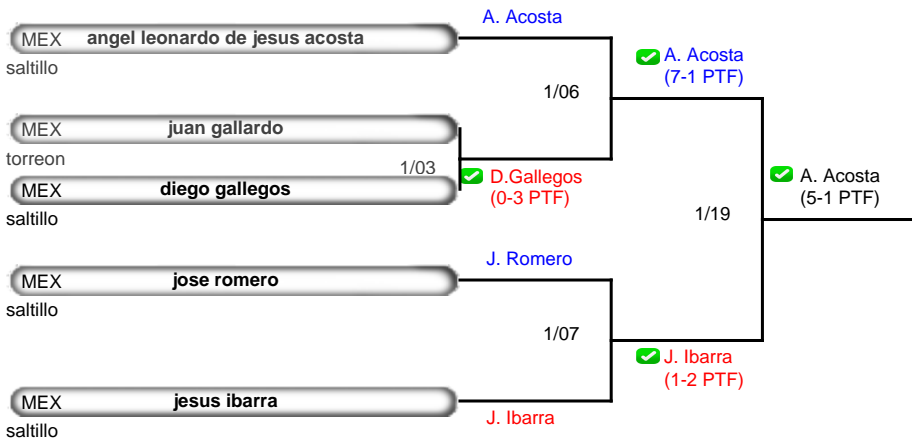 A. Acosta
MEX angel leonardo de jesus acosta
saltillo
A. Acosta
(7-1 PTF)
1/06
MEX juan gallardo
torreon
1/03
D.Gallegos
(0-3 PTF)
MEX diego gallegos
saltillo
A. Acosta
(5-1 PTF)
1/19
J. Romero
MEX jose romero
saltillo
1/07
J. Ibarra
(1-2 PTF)
MEX jesus ibarra
saltillo
J. Ibarra